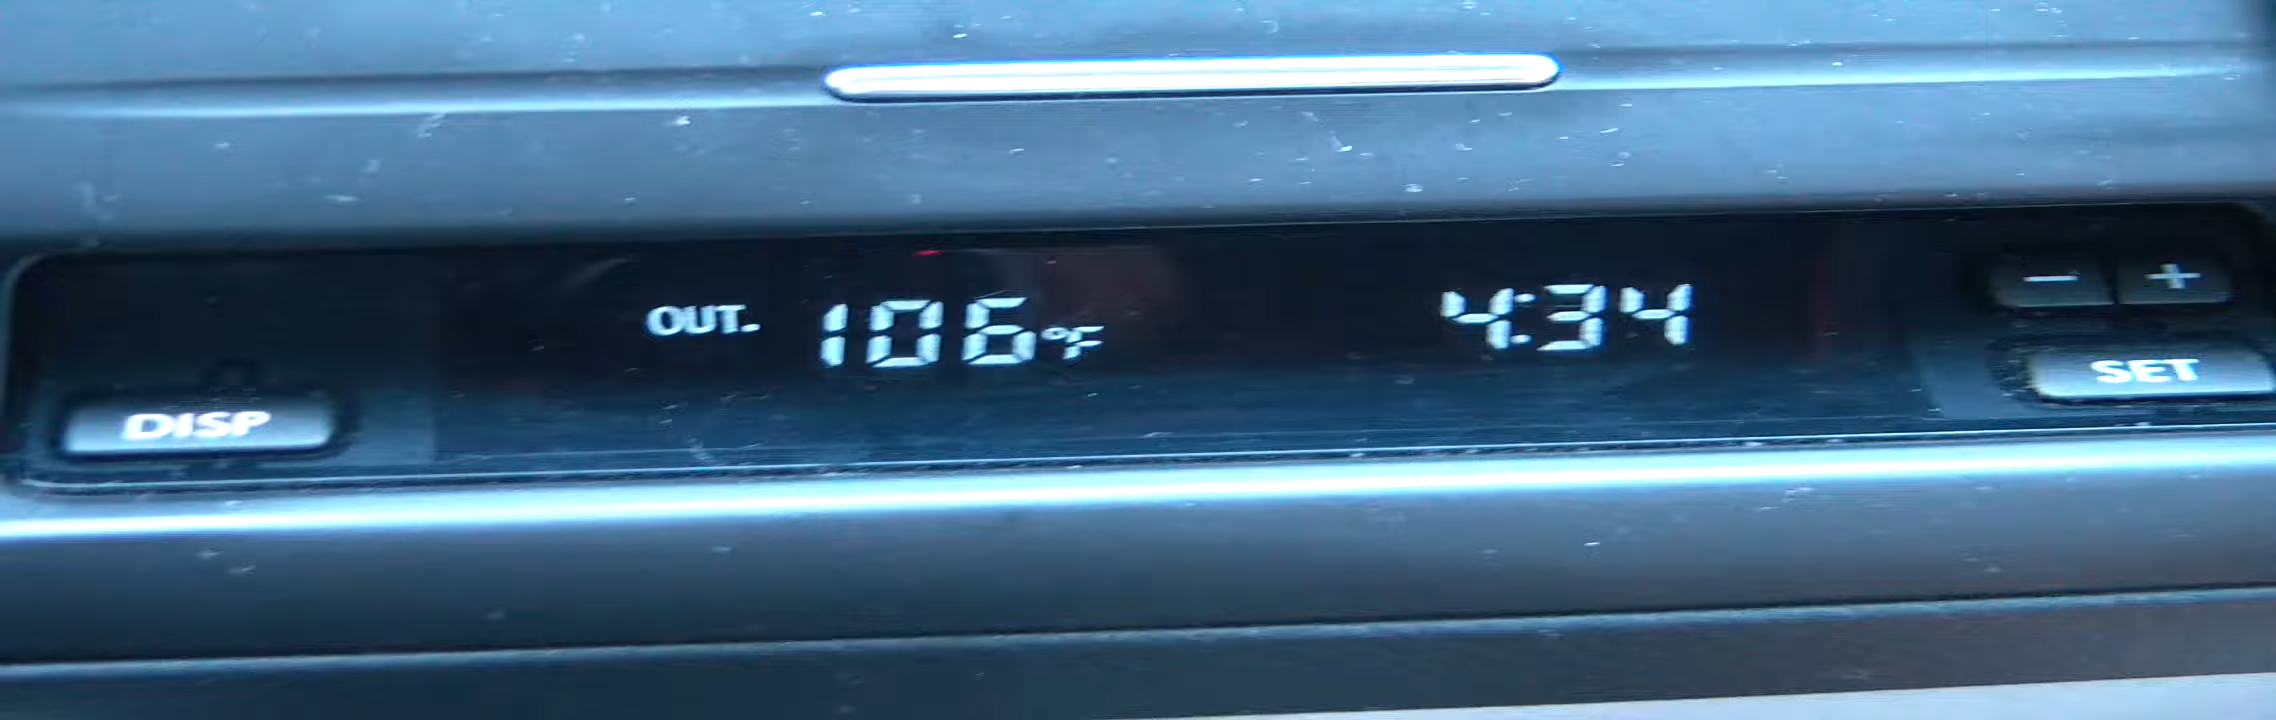 OUT. 106°F 4:34 − +
DISP SET